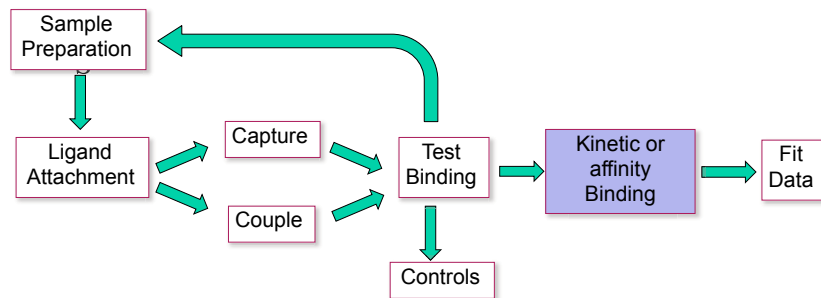 Sample
Preparation
Ligand
Attachment
Capture
Couple
Test
Binding
Controls
Kinetic or
affinity
Binding
Fit
Data